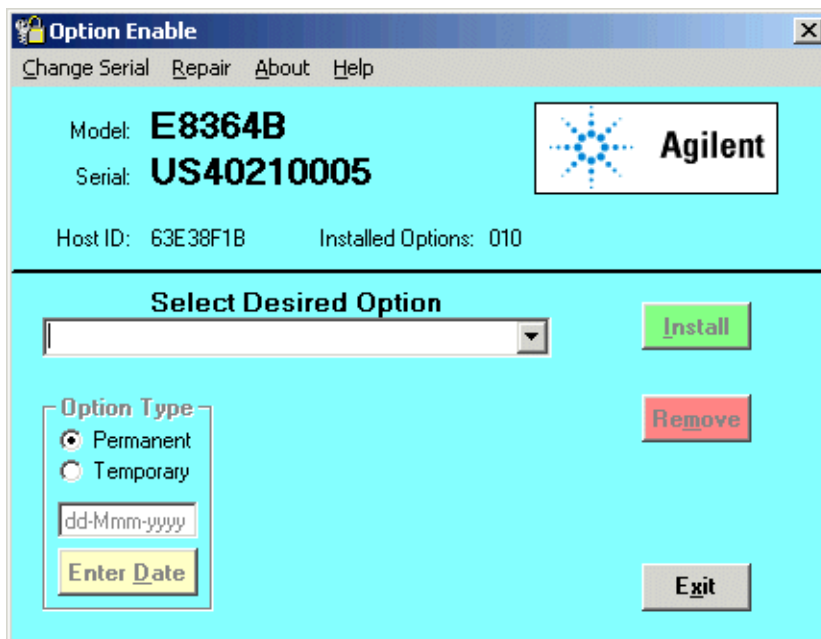 Option Enable
Change Serial Repair About Help
Model: E8364B
Serial: US40210005
Agilent
Host ID: 63E38F1B Installed Options: 010
Select Desired Option
Install
Option Type
Permanent
Temporary
Remove
dd-Mmm-yyyy
Enter Date
Exit